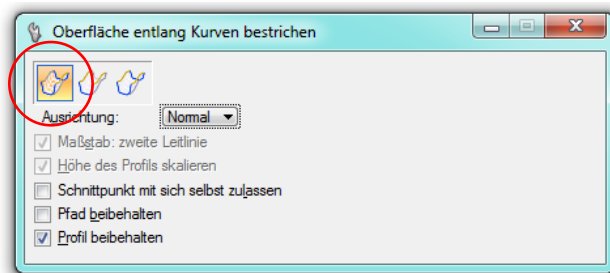 Oberfläche entlang Kurven bestrichen
Ausrichtung: Normal
Maßstab: zweite Leitlinie
Höhe des Profils skalieren
Schnittpunkt mit sich selbst zulassen
Pfad beibehalten
Profil beibehalten